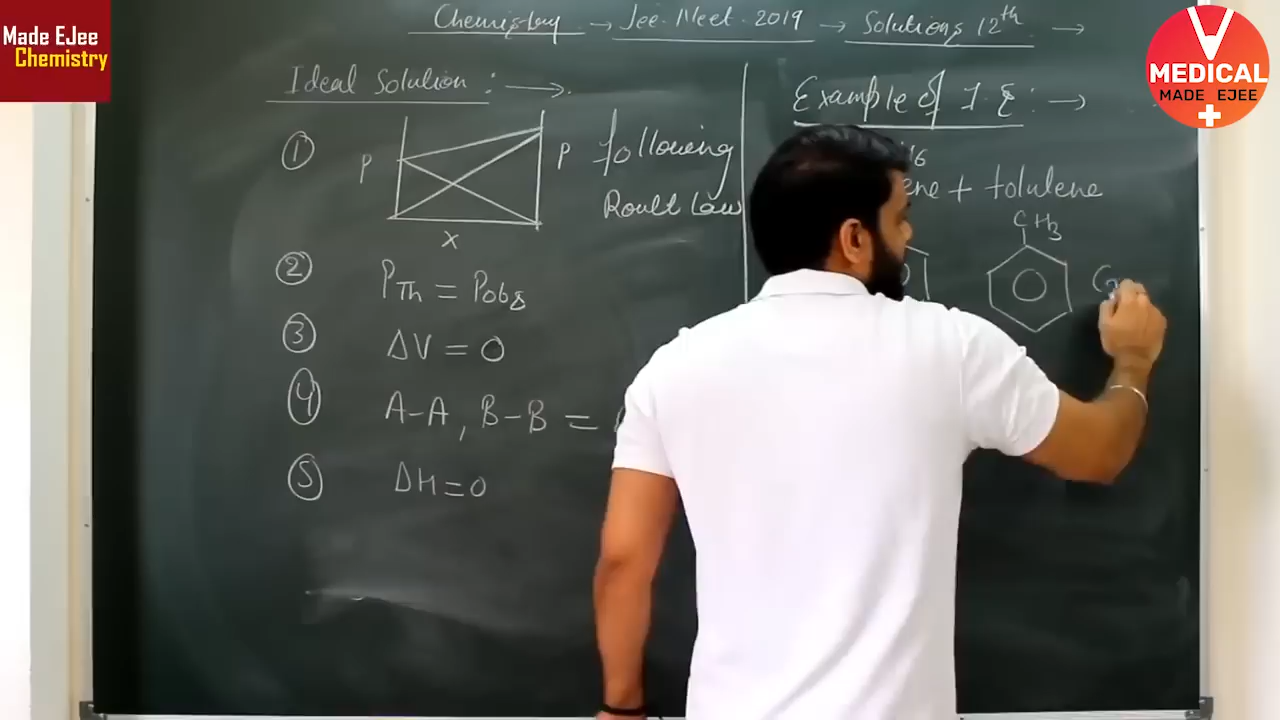 Made EJee
Chemistry
MEDICAL
MADE EJEE
Chemistry → Jee. Neet. 2019 → Solutions 12th →
Ideal Solution : →
① P P X following
Roult Law
② PTh = Pobs
③ ΔV = 0
④ A-A, B-B =
⑤ ΔH = 0
Example of I.S : →
ene + tolulene
CH3